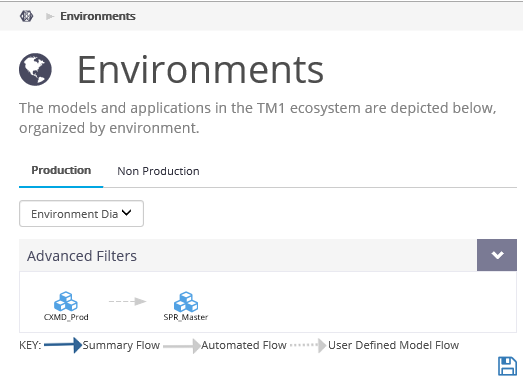 Environments
Environments
The models and applications in the TM1 ecosystem are depicted below,
organized by environment.
Production Non Production
Environment Dia
Advanced Filters
CXMD_Prod SPR_Master
KEY: Summary Flow Automated Flow User Defined Model Flow